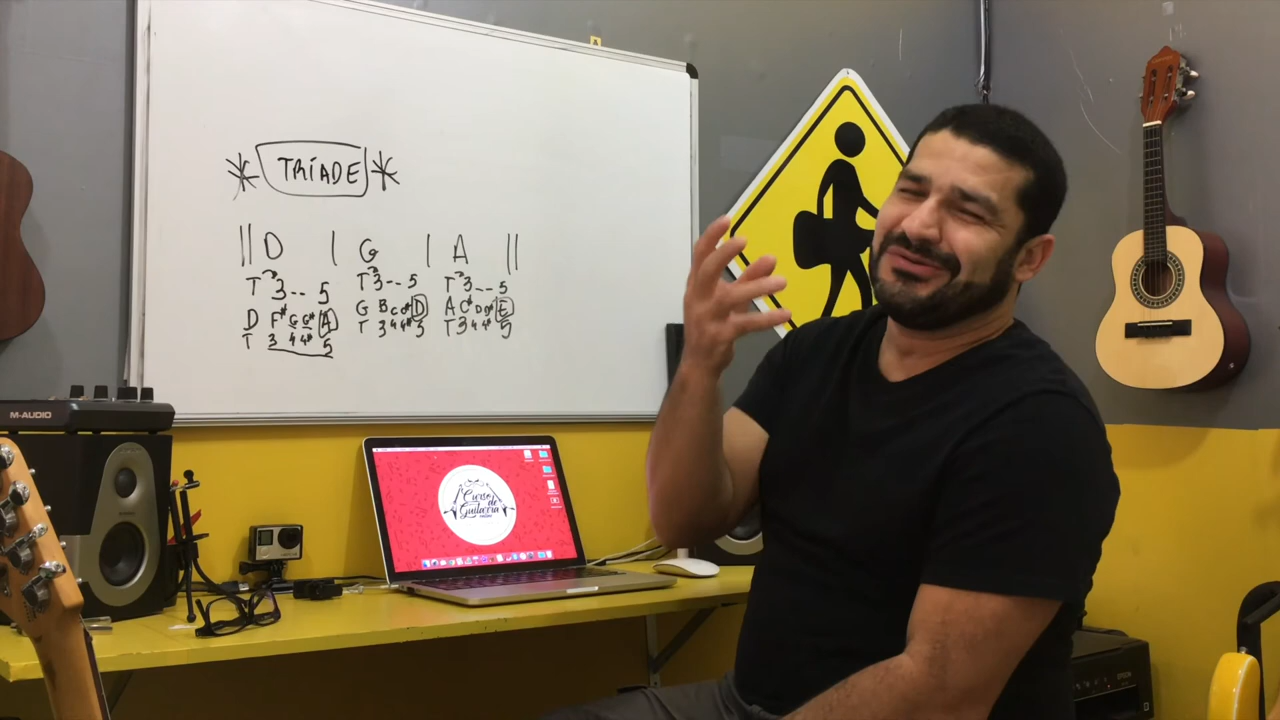 * TRÍADE *
|| D | G | A ||
T 3 -- 5 T 3 -- 5 T 3 -- 5
D F# G G# A G B C C# D A C# D D# E
T 3 4 4# 5 T 3 4 4# 5 T 3 4 4# 5
M-AUDIO
Curso
de
Guitarra
EPSON